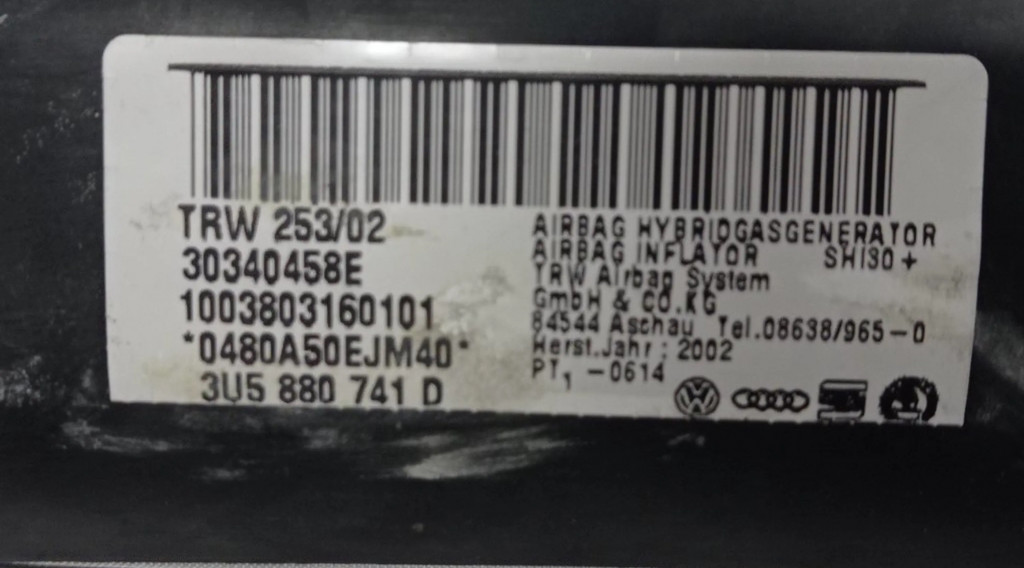 TRW 253/02
30340458E
1003803160101
*0480A50EJM40*
3U5 880 741 D
AIRBAG HYBRIDGASGENERATOR
AIRBAG INFLATOR SHI30+
TRW Airbag System
GmbH & CO.KG
84544 Aschau Tel.08638/965-0
Herst.Jahr : 2002
PT1 -0614